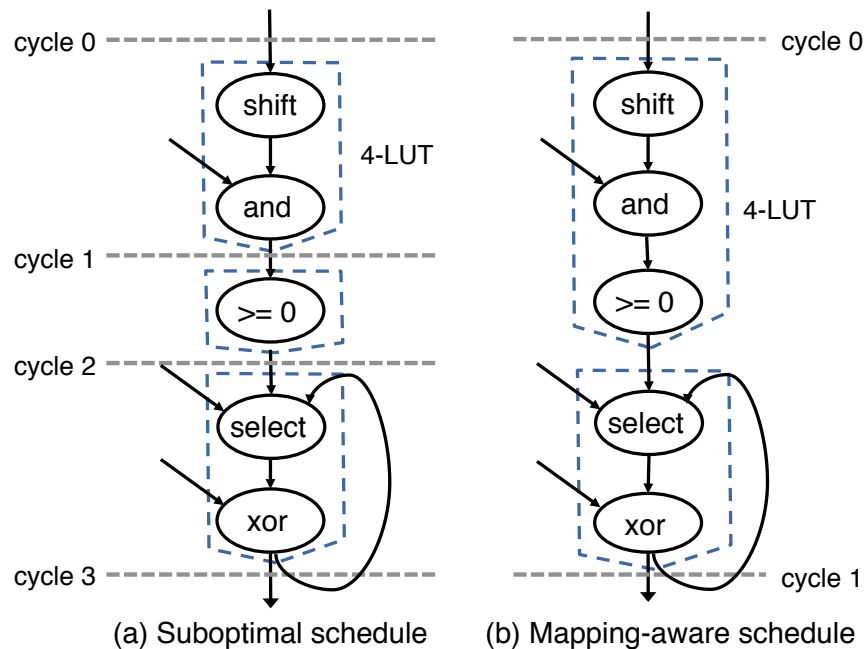 cycle 0
shift
4-LUT
and
cycle 1
>= 0
cycle 2
select
xor
cycle 3
(a) Suboptimal schedule
cycle 0
shift
and
4-LUT
>= 0
select
xor
cycle 1
(b) Mapping-aware schedule